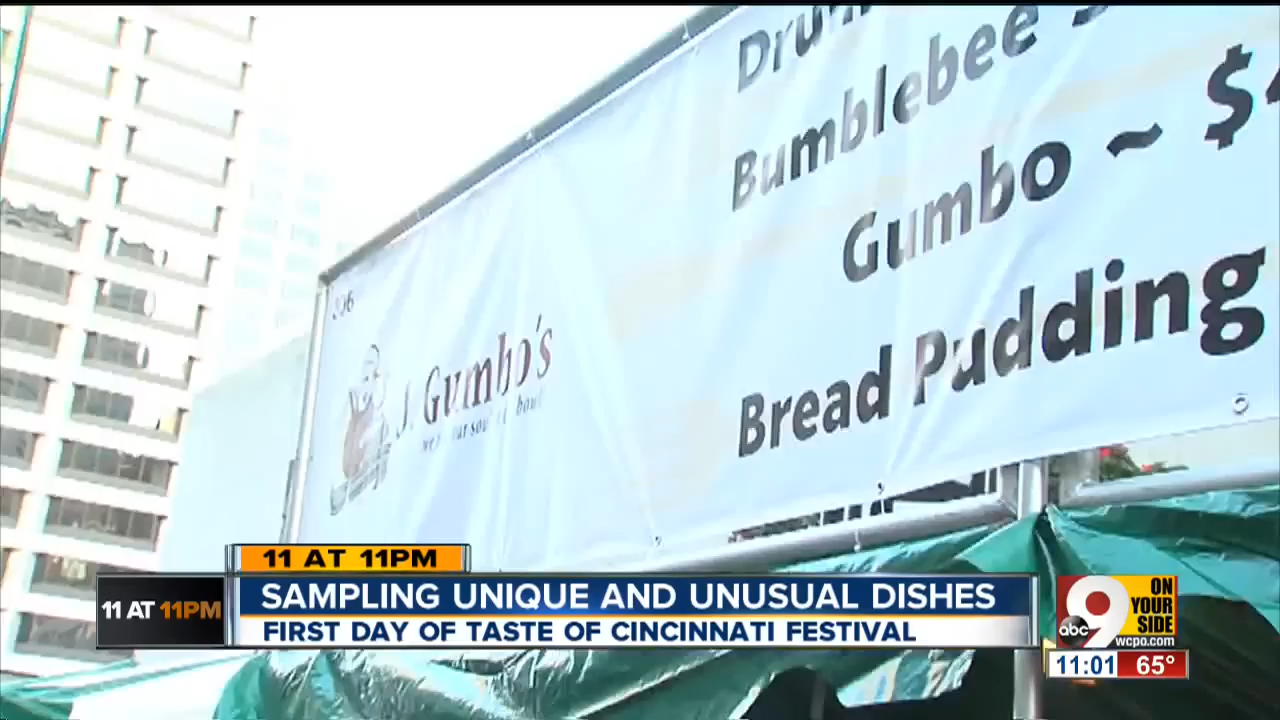 Bumblebee
Gumbo ~ $
Bread Pudding
J. Gumbo's
11 AT 11PM
11 AT 11PM
SAMPLING UNIQUE AND UNUSUAL DISHES
FIRST DAY OF TASTE OF CINCINNATI FESTIVAL
abc 9 ON YOUR SIDE
wcpo.com
11:01 65°